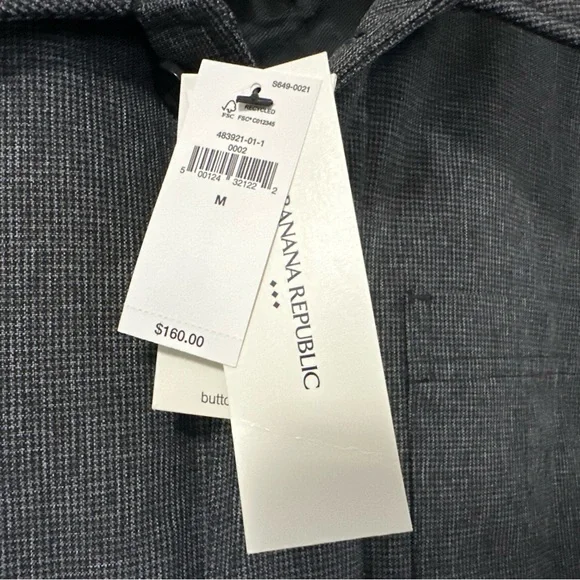 S649-0021
RECYCLED
FSC FSC® C012345
483921-01-1
0002
5 00124 32122 2
M
$160.00
BANANA REPUBLIC
butto